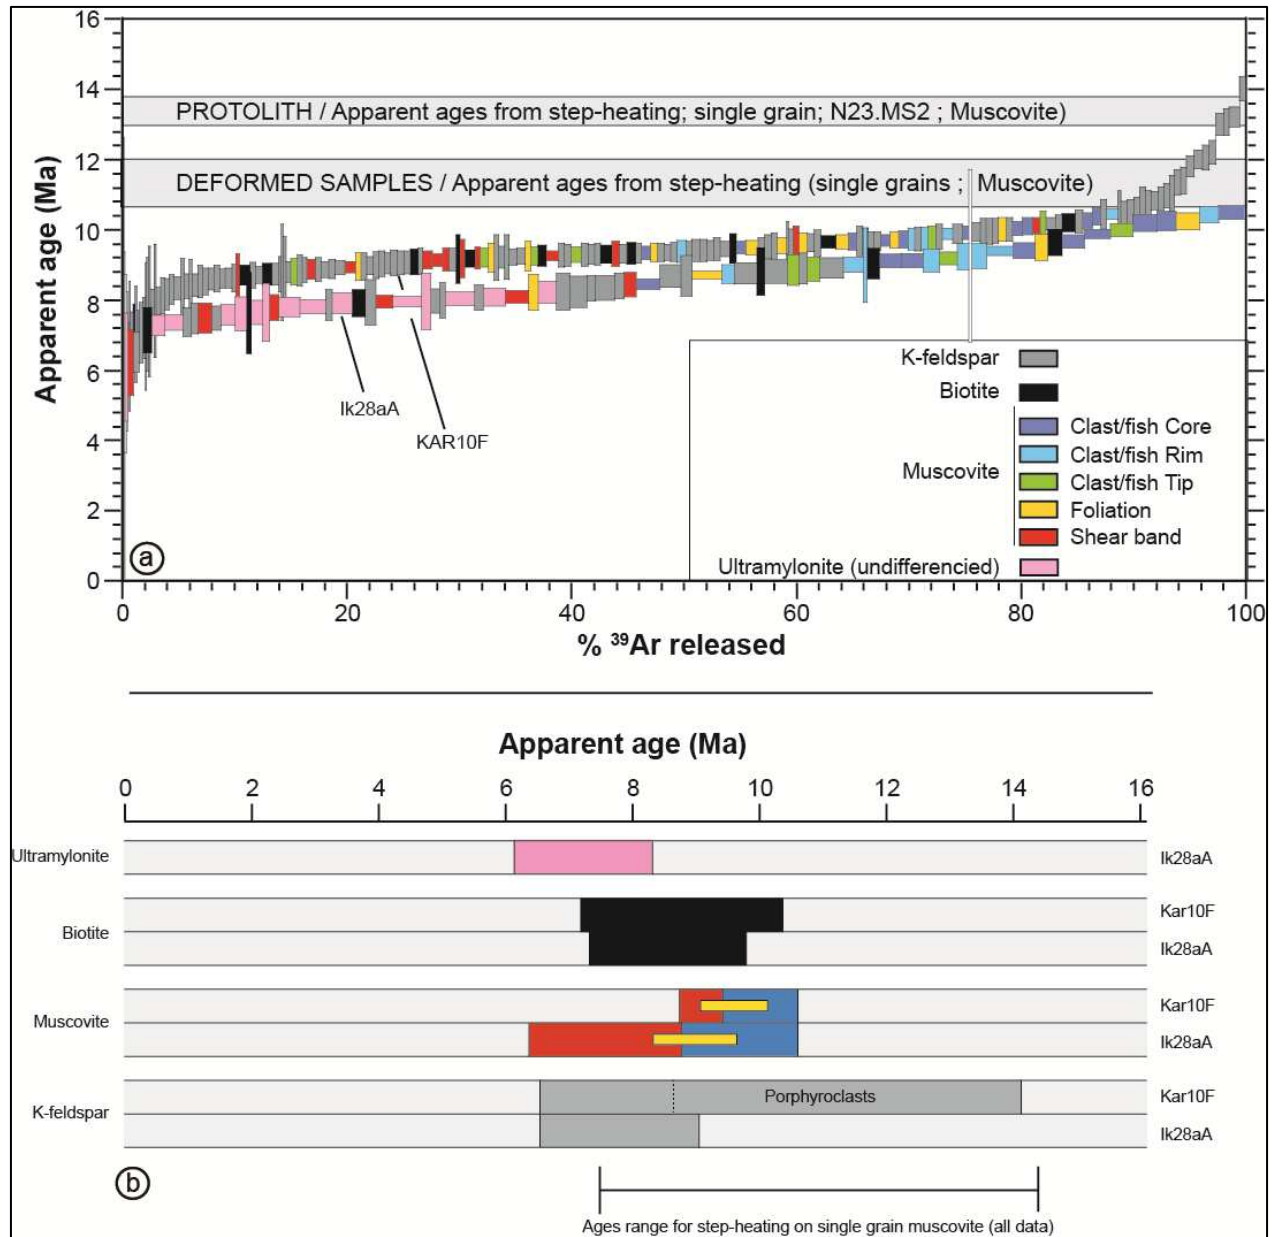 16
14
12
10
8
6
4
2
0
Apparent age (Ma)
PROTOLITH / Apparent ages from step-heating; single grain; N23.MS2 ; Muscovite)
DEFORMED SAMPLES / Apparent ages from step-heating (single grains ; Muscovite)
Ik28aA
KAR10F
K-feldspar
Biotite
Clast/fish Core
Clast/fish Rim
Muscovite
Clast/fish Tip
Foliation
Shear band
Ultramylonite (undifferencied)
a
0 20 40 60 80 100
% ³⁹Ar released
Apparent age (Ma)
0 2 4 6 8 10 12 14 16
Ultramylonite Ik28aA
Kar10F
Biotite
Ik28aA
Kar10F
Muscovite
Ik28aA
Porphyroclasts Kar10F
K-feldspar
Ik28aA
b
Ages range for step-heating on single grain muscovite (all data)